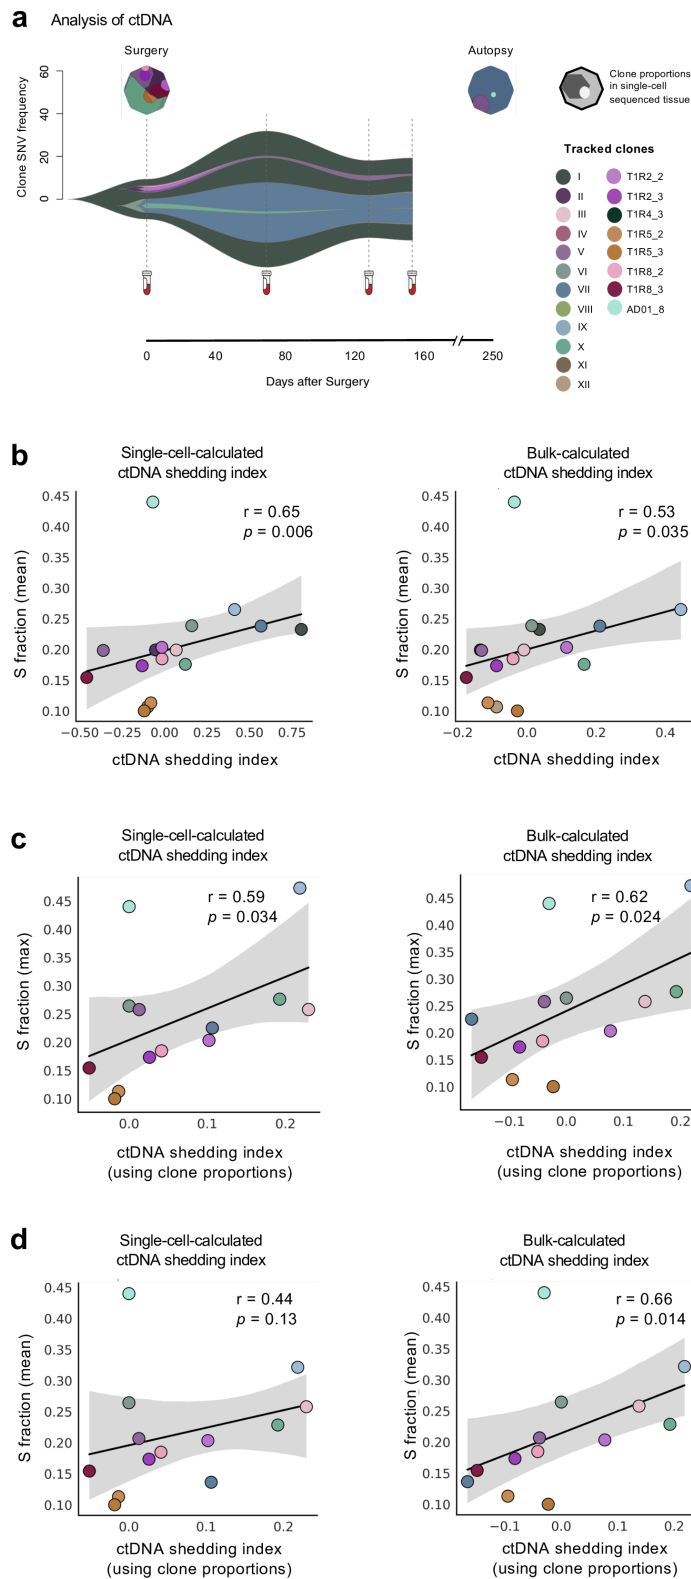 a Analysis of ctDNA
Surgery
Autopsy
Clone proportions
in single-cell
sequenced tissue
Clone SNV frequency
60
40
20
0
Tracked clones
I
II
III
IV
V
VI
VII
VIII
IX
X
XI
XII
T1R2_2
T1R2_3
T1R4_3
T1R5_2
T1R5_3
T1R8_2
T1R8_3
AD01_8
0 40 80 120 160 250
Days after Surgery
b
Single-cell-calculated
ctDNA shedding index
r = 0.65
p = 0.006
S fraction (mean)
0.45
0.40
0.35
0.30
0.25
0.20
0.15
0.10
−0.50 −0.25 0.00 0.25 0.50 0.75
ctDNA shedding index
Bulk-calculated
ctDNA shedding index
r = 0.53
p = 0.035
S fraction (mean)
0.45
0.40
0.35
0.30
0.25
0.20
0.15
0.10
−0.2 0.0 0.2 0.4
ctDNA shedding index
c
Single-cell-calculated
ctDNA shedding index
r = 0.59
p = 0.034
S fraction (max)
0.45
0.40
0.35
0.30
0.25
0.20
0.15
0.10
0.0 0.1 0.2
ctDNA shedding index
(using clone proportions)
Bulk-calculated
ctDNA shedding index
r = 0.62
p = 0.024
S fraction (max)
0.45
0.40
0.35
0.30
0.25
0.20
0.15
0.10
−0.1 0.0 0.1 0.2
ctDNA shedding index
(using clone proportions)
d
Single-cell-calculated
ctDNA shedding index
r = 0.44
p = 0.13
S fraction (mean)
0.45
0.40
0.35
0.30
0.25
0.20
0.15
0.10
0.0 0.1 0.2
ctDNA shedding index
(using clone proportions)
Bulk-calculated
ctDNA shedding index
r = 0.66
p = 0.014
S fraction (mean)
0.45
0.40
0.35
0.30
0.25
0.20
0.15
0.10
−0.1 0.0 0.1 0.2
ctDNA shedding index
(using clone proportions)